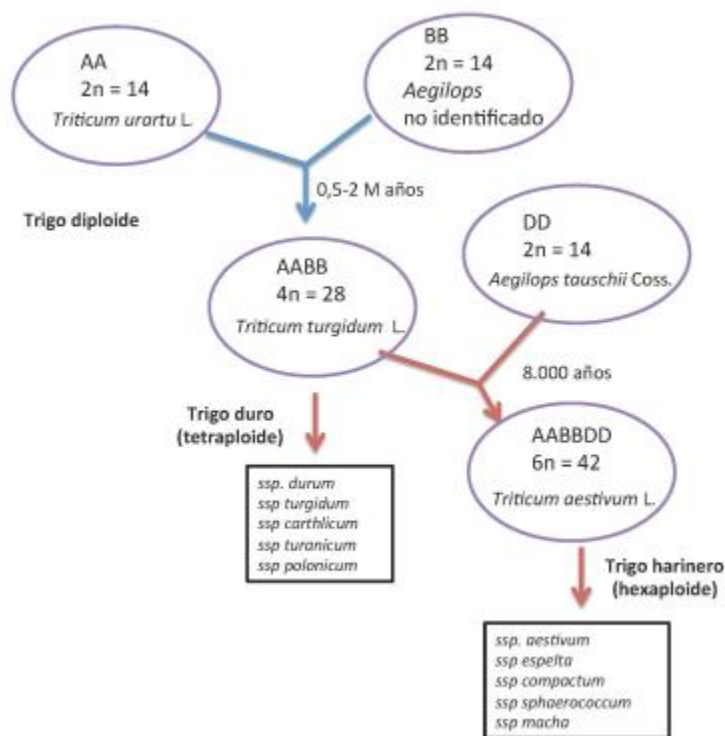 AA
2n = 14
Triticum urartu L.
BB
2n = 14
Aegilops
no identificado
0,5-2 M años
Trigo diploide
AABB
4n = 28
Triticum turgidum L.
DD
2n = 14
Aegilops tauschii Coss.
8.000 años
Trigo duro
(tetraploide)
AABBDD
6n = 42
Triticum aestivum L.
ssp. durum
ssp turgidum
ssp carthlicum
ssp turanicum
ssp polonicum
Trigo harinero
(hexaploide)
ssp. aestivum
ssp espelta
ssp compactum
ssp sphaerococcum
ssp macha